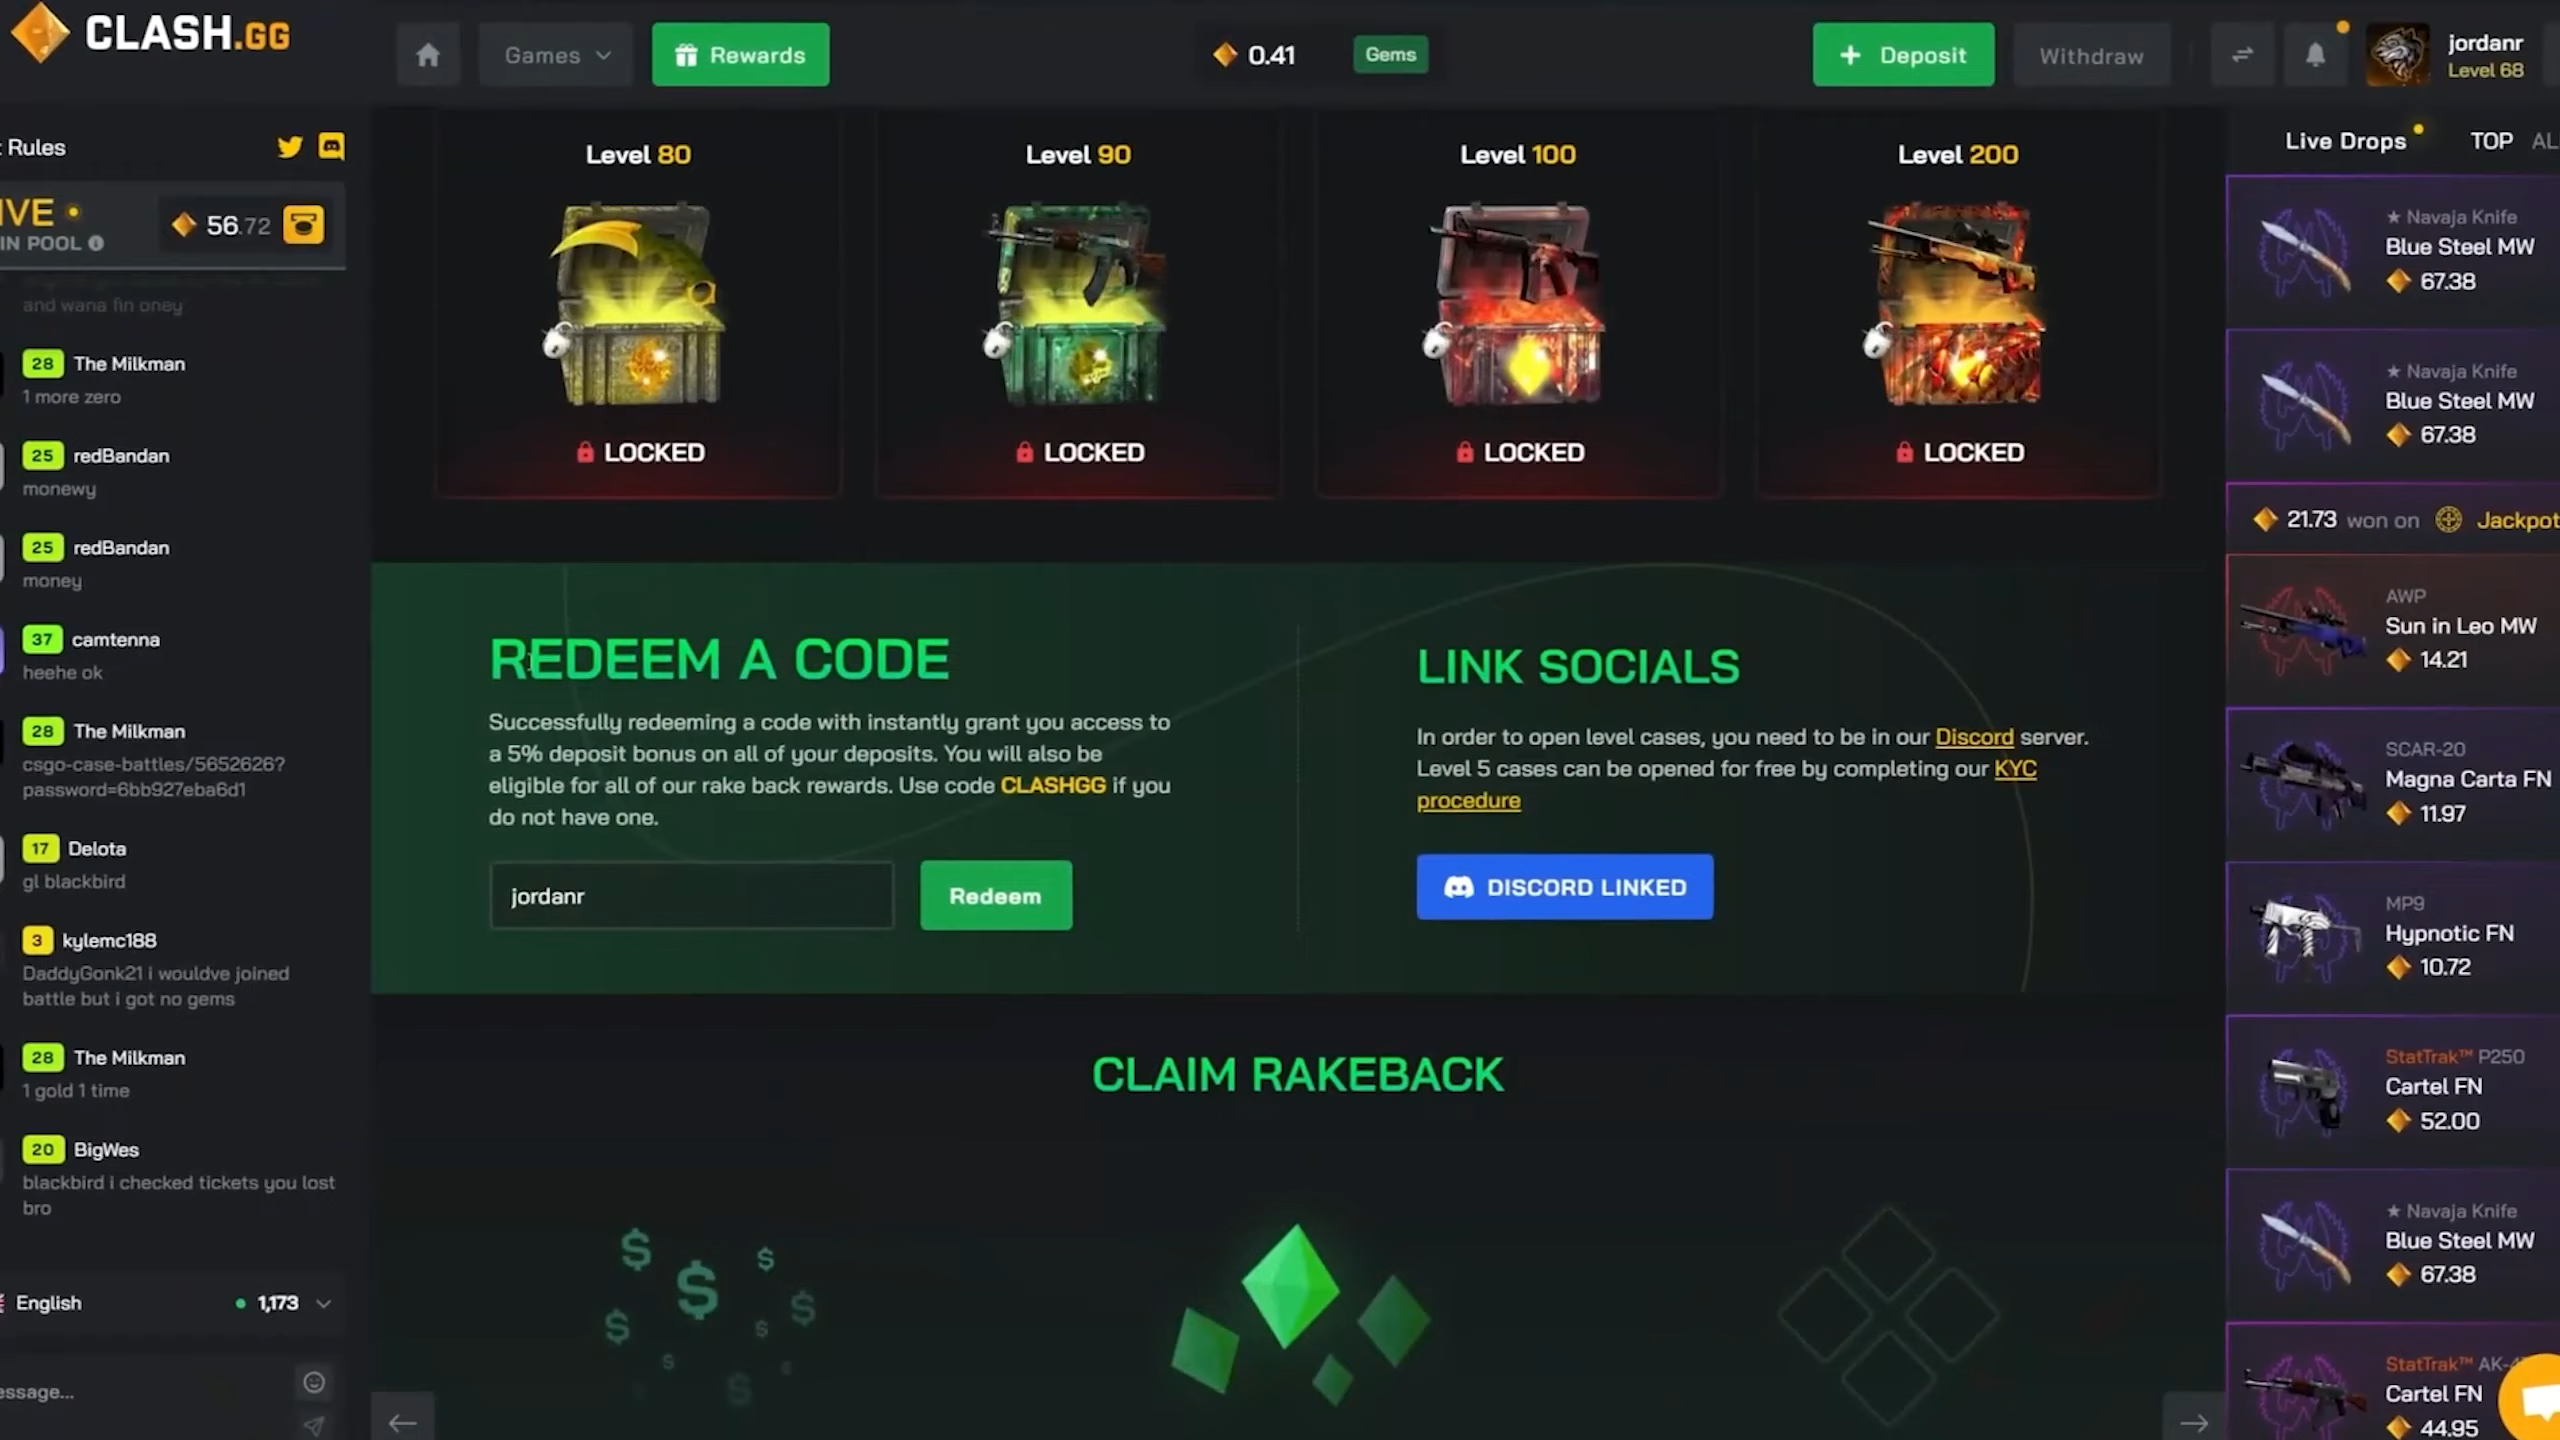 CLASH.GG
Games
Rewards
0.41
Gems
Deposit
Withdraw
jordanr
Level 68
Rules
IVE
56.72
IN POOL
and wana fin oney
28 The Milkman
1 more zero
25 redBandan
monewy
25 redBandan
money
37 camtenna
heehe ok
28 The Milkman
csgo-case-battles/5652626?
password=6bb927eba6d1
17 Delota
gl blackbird
3 kylemc188
DaddyGonk21 i wouldve joined
battle but i got no gems
28 The Milkman
1 gold 1 time
20 BigWes
blackbird i checked tickets you lost
bro
English
1,173
essage...
Level 80
LOCKED
Level 90
LOCKED
Level 100
LOCKED
Level 200
LOCKED
REDEEM A CODE
Successfully redeeming a code with instantly grant you access to
a 5% deposit bonus on all of your deposits. You will also be
eligible for all of our rake back rewards. Use code CLASHGG if you
do not have one.
jordanr
Redeem
LINK SOCIALS
In order to open level cases, you need to be in our Discord server.
Level 5 cases can be opened for free by completing our KYC
procedure
DISCORD LINKED
CLAIM RAKEBACK
Live Drops
TOP
AL
★ Navaja Knife
Blue Steel MW
67.38
★ Navaja Knife
Blue Steel MW
67.38
21.73 won on Jackpot
AWP
Sun in Leo MW
14.21
SCAR-20
Magna Carta FN
11.97
MP9
Hypnotic FN
10.72
StatTrak™ P250
Cartel FN
52.00
★ Navaja Knife
Blue Steel MW
67.38
StatTrak™ AK-4
Cartel FN
44.95